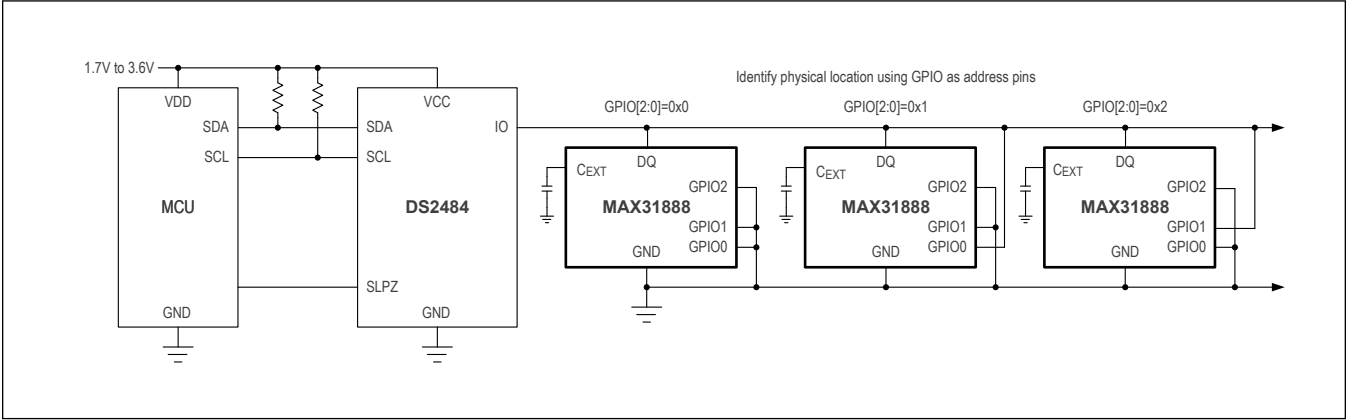 1.7V to 3.6V
Identify physical location using GPIO as address pins
VDD
VCC
GPIO[2:0]=0x0
GPIO[2:0]=0x1
GPIO[2:0]=0x2
SDA
SDA
IO
SCL
SCL
DQ
DQ
DQ
CEXT
CEXT
CEXT
GPIO2
GPIO2
GPIO2
MCU
DS2484
MAX31888
MAX31888
MAX31888
GPIO1
GPIO1
GPIO1
GPIO0
GPIO0
GPIO0
GND
GND
GND
SLPZ
GND
GND